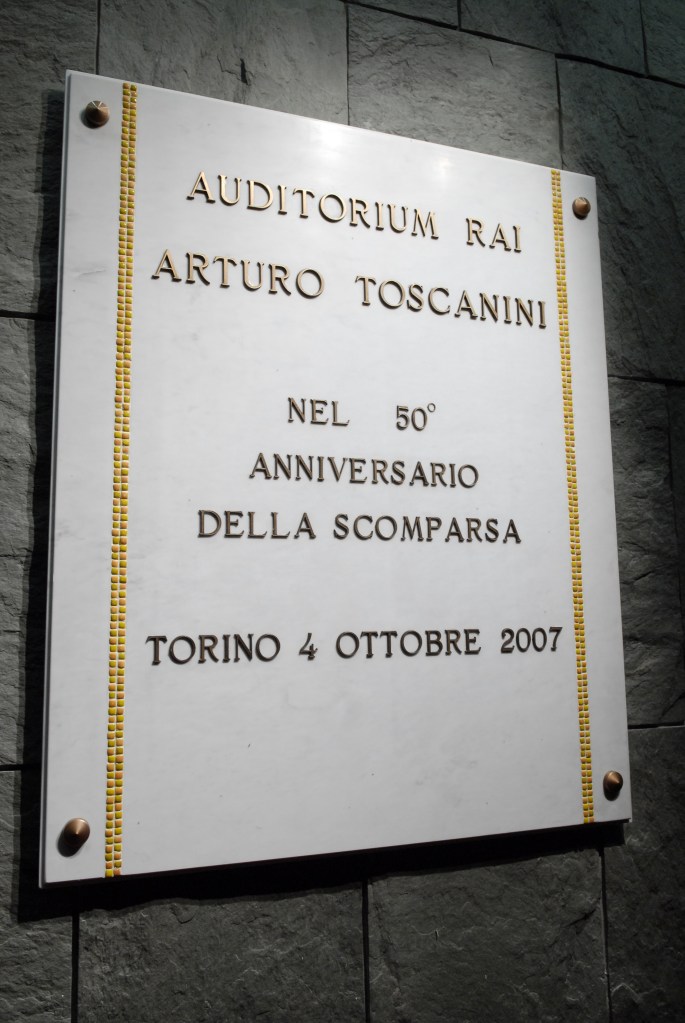 AUDITORIUM RAI
ARTURO TOSCANINI
NEL 50°
ANNIVERSARIO
DELLA SCOMPARSA
TORINO 4 OTTOBRE 2007